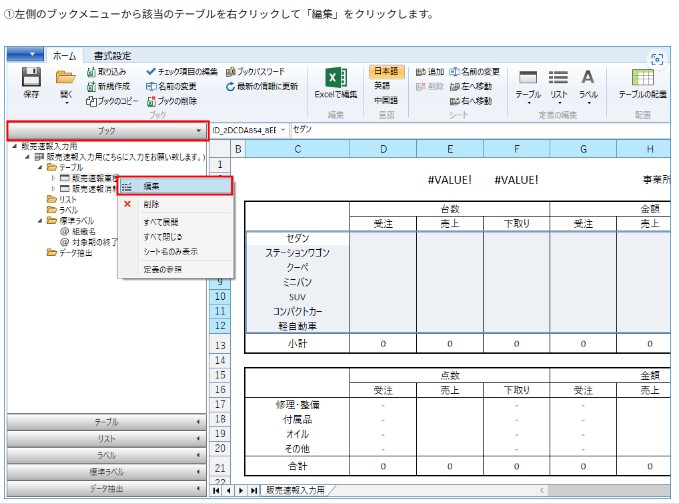 ①左側のブックメニューから該当のテーブルを右クリックして「編集」をクリックします。
ホーム 書式設定
保存 開く 取り込み 新規作成 ブックのコピー チェック項目の編集 名前の変更 ブックの削除 ブックパスワード 最新の情報に更新 ブック
Excelで編集 編集
日本語 英語 中国語 言語
追加 削除 名前の変更 左へ移動 右へ移動 シート
テーブル リスト ラベル 定義の編集
テーブルの配置 配置
ブック
ID_2DCDA854_8EE セダン
販売速報入力用
販売速報入力用(こちらに入力をお願い致します。)
テーブル
販売速報車
販売速報消
リスト
ラベル
標準ラベル
@ 組織名
@ 対象期の終了
データ抽出
編集
削除
すべて展開
すべて閉じる
シート名のみ表示
定義の参照
テーブル
リスト
ラベル
標準ラベル
データ抽出
B C D E F G H
1
#VALUE! #VALUE! 事業所
台数 金額
受注 売上 下取り 受注 売上
セダン
ステーションワゴン
クーペ
9 ミニバン
10 SUV
11 コンパクトカー
12 軽自動車
13 小計 0 0 0 0 0
14
15 点数 金額
16 受注 売上 下取り 受注 売上
17 修理・整備 - - - -
18 付属品 - - - -
19 オイル - - - -
20 その他 - - - -
21 合計 0 0 0 0 0
22
販売速報入力用